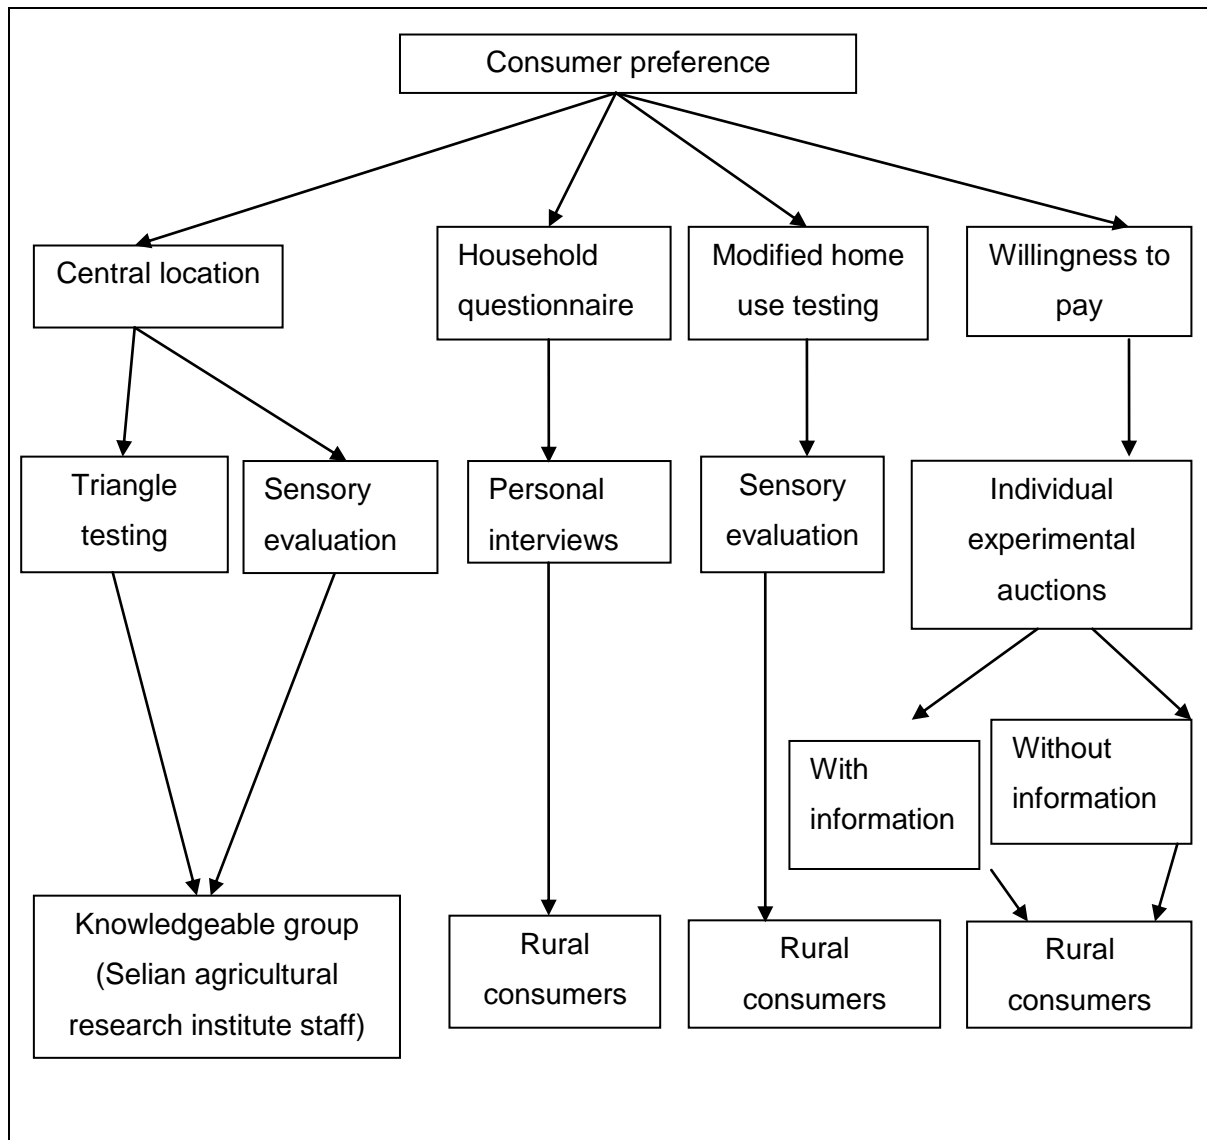 Consumer preference
Central location
Household
questionnaire
Modified home
use testing
Willingness to
pay
Triangle
testing
Sensory
evaluation
Personal
interviews
Sensory
evaluation
Individual
experimental
auctions
With
information
Without
information
Knowledgeable group
(Selian agricultural
research institute staff)
Rural
consumers
Rural
consumers
Rural
consumers